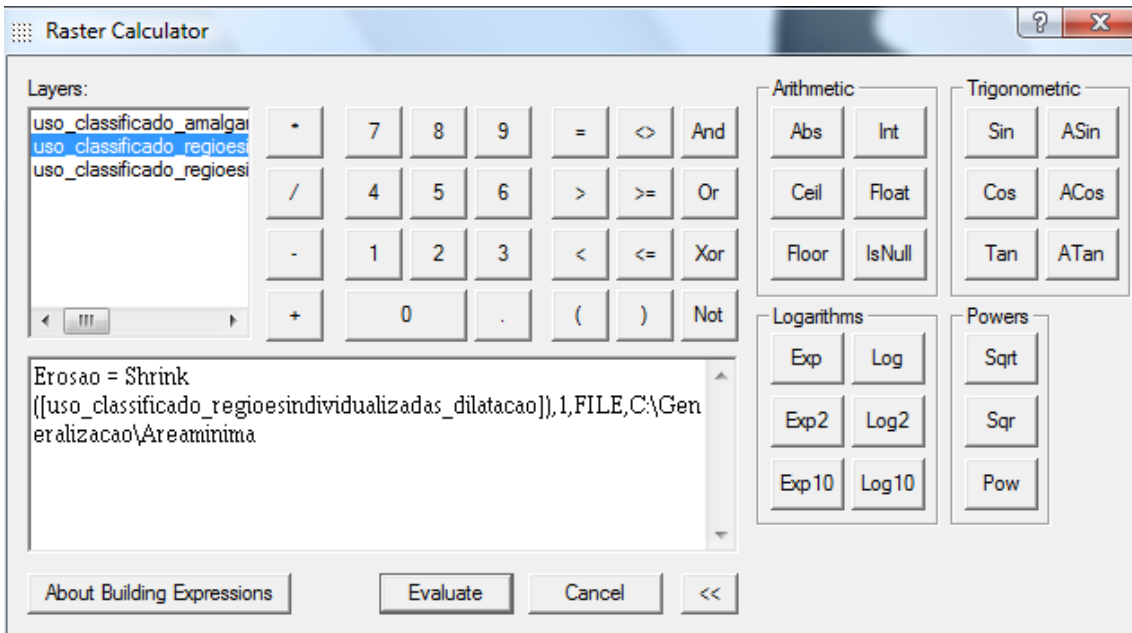 Raster Calculator
Layers:
uso_classificado_amalgar
uso_classificado_regioesi
uso_classificado_regioesi
* 7 8 9 = <> And
/ 4 5 6 > >= Or
- 1 2 3 < <= Xor
+ 0 . ( ) Not
Arithmetic
Abs Int
Ceil Float
Floor IsNull
Trigonometric
Sin ASin
Cos ACos
Tan ATan
Logarithms
Exp Log
Exp2 Log2
Exp10 Log10
Powers
Sqrt
Sqr
Pow
Erosao = Shrink
([uso_classificado_regioesindividualizadas_dilatacao]),1,FILE,C:\Gen
eralizacao\Areaminima
About Building Expressions Evaluate Cancel <<